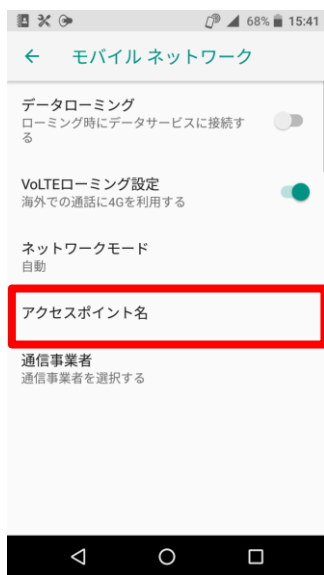 68% 15:41
モバイル ネットワーク
データローミング
ローミング時にデータサービスに接続す
る
VoLTEローミング設定
海外での通話に4Gを利用する
ネットワークモード
自動
アクセスポイント名
通信事業者
通信事業者を選択する